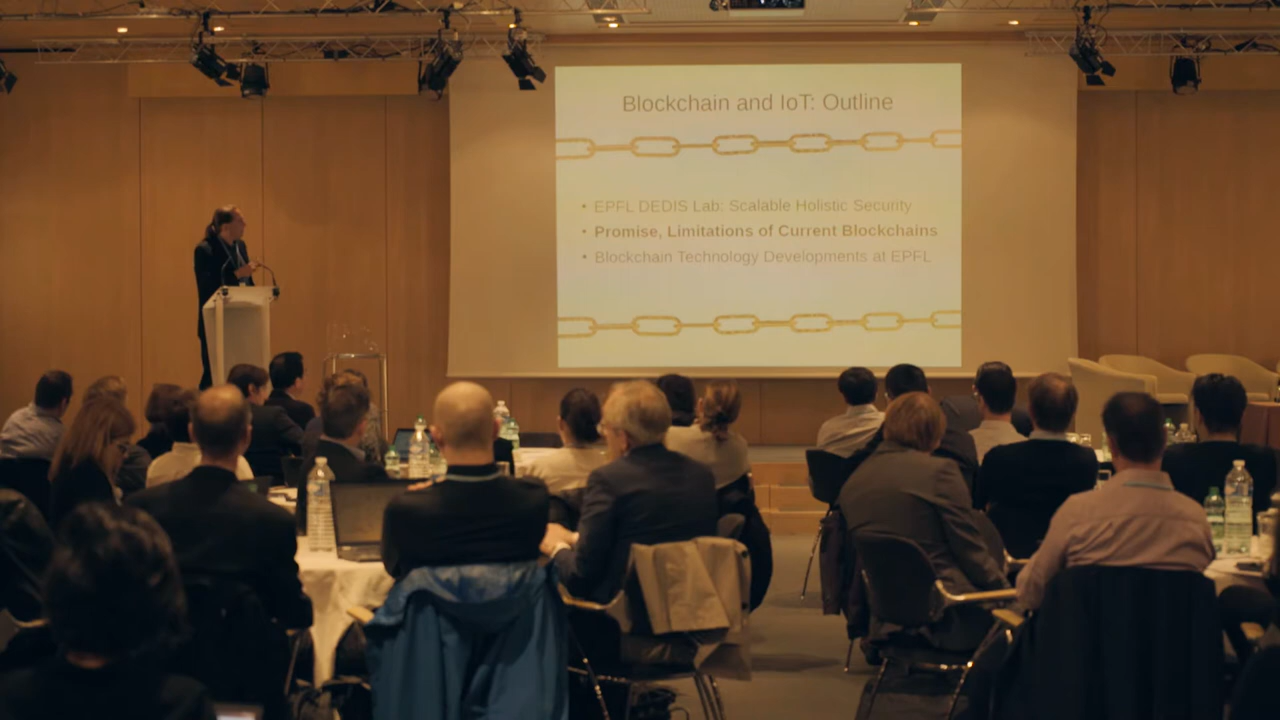 Blockchain and IoT: Outline
• EPFL DEDIS Lab: Scalable Holistic Security
• Promise, Limitations of Current Blockchains
• Blockchain Technology Developments at EPFL